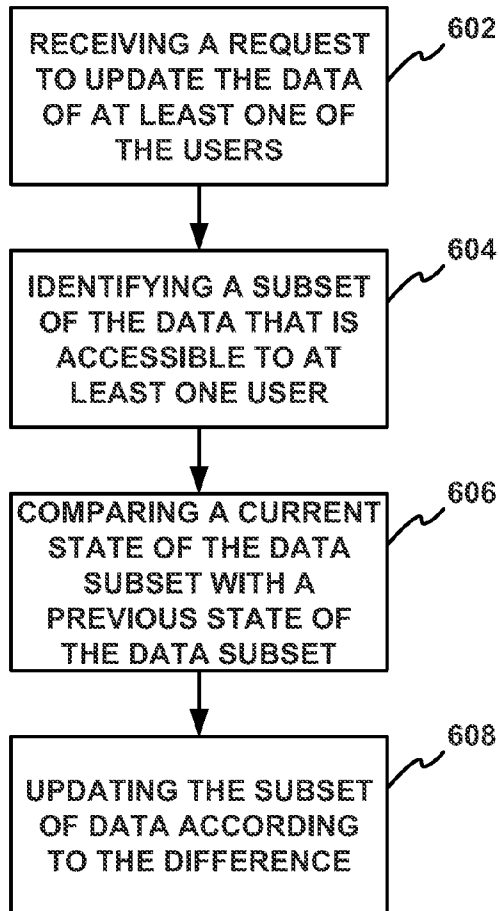 602
RECEIVING A REQUEST
TO UPDATE THE DATA
OF AT LEAST ONE OF
THE USERS
604
IDENTIFYING A SUBSET
OF THE DATA THAT IS
ACCESSIBLE TO AT
LEAST ONE USER
606
COMPARING A CURRENT
STATE OF THE DATA
SUBSET WITH A
PREVIOUS STATE OF
THE DATA SUBSET
608
UPDATING THE SUBSET
OF DATA ACCORDING
TO THE DIFFERENCE